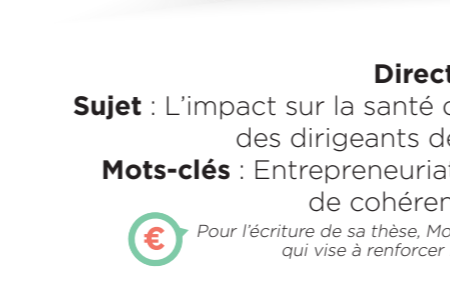 Direct
Sujet : L'impact sur la santé
des dirigeants de
Mots-clés : Entrepreneuriat
de cohéren
€ Pour l'écriture de sa thèse, Mo
qui vise à renforcer